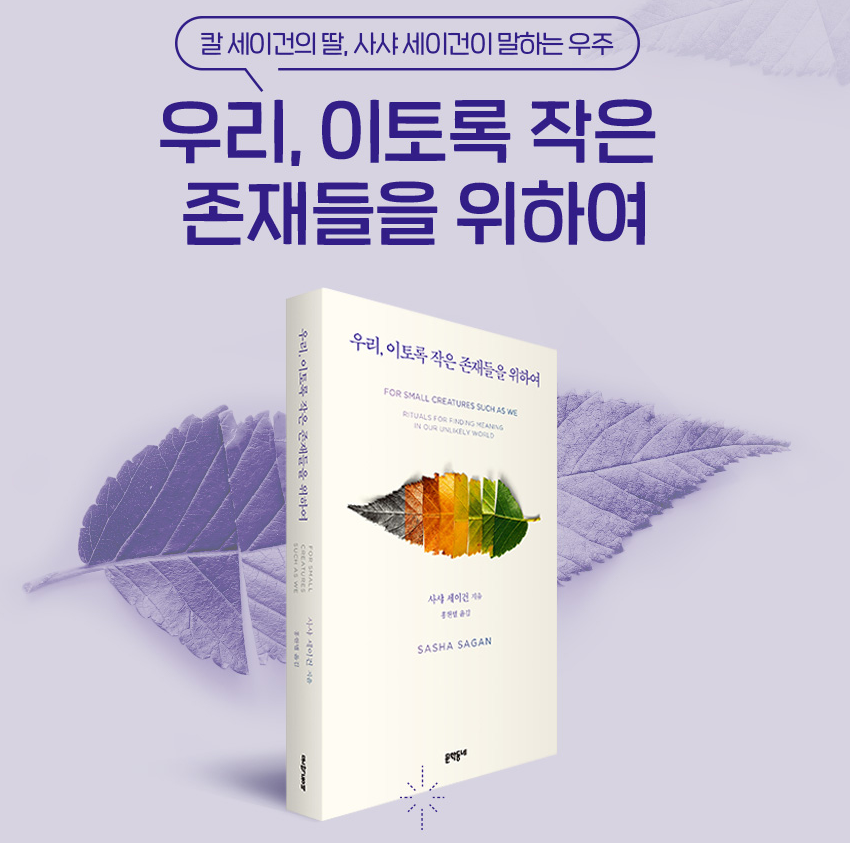 칼 세이건의 딸, 사샤 세이건이 말하는 우주
우리, 이토록 작은
존재들을 위하여
우리, 이토록 작은 존재들을 위하여
FOR SMALL CREATURES SUCH AS WE
RITUALS FOR FINDING MEANING
IN OUR UNLIKELY WORLD
사샤 세이건 지음
홍한별 옮김
SASHA SAGAN
문학동네
우리, 이토록 작은 존재들을 위하여
FOR SMALL
CREATURES
SUCH AS WE
사샤 세이건 지음
홍한별 옮김
문학동네